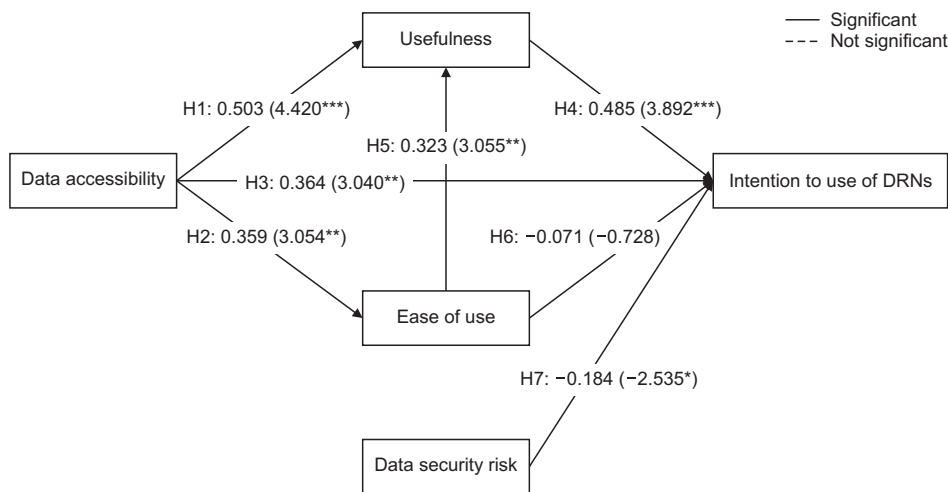 Usefulness
Significant
Not significant
H1: 0.503 (4.420***)
H4: 0.485 (3.892***)
H5: 0.323 (3.055**)
Data accessibility
H3: 0.364 (3.040**)
Intention to use of DRNs
H2: 0.359 (3.054**)
H6: −0.071 (−0.728)
Ease of use
H7: −0.184 (−2.535*)
Data security risk